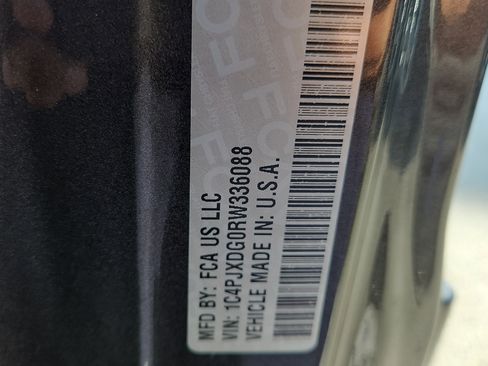 MFD BY: FCA US LLC
VIN: 1C4PJXDG0RW336088
VEHICLE MADE IN: U.S.A.